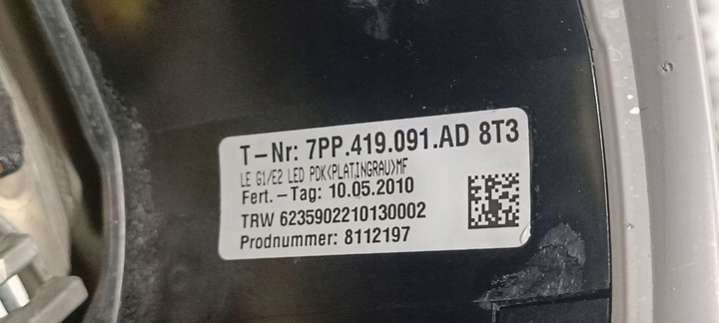 T-Nr: 7PP.419.091.AD 8T3
LE G1/E2 LED PDK<PLATINGRAU>MF
Fert.-Tag: 10.05.2010
TRW 6235902210130002
Prodnummer: 8112197